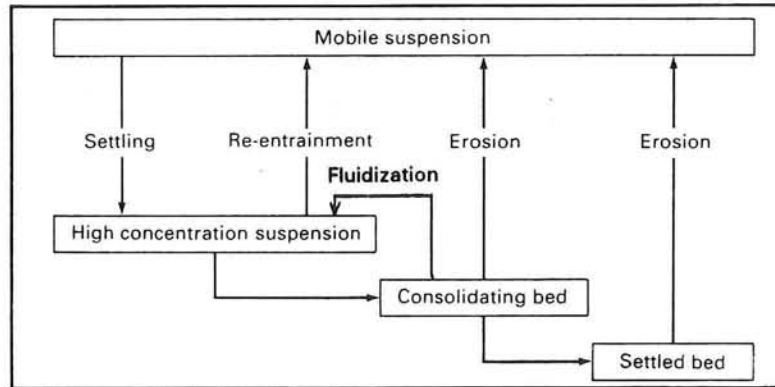 Mobile suspension
Settling
Re-entrainment
Erosion
Erosion
Fluidization
High concentration suspension
Consolidating bed
Settled bed